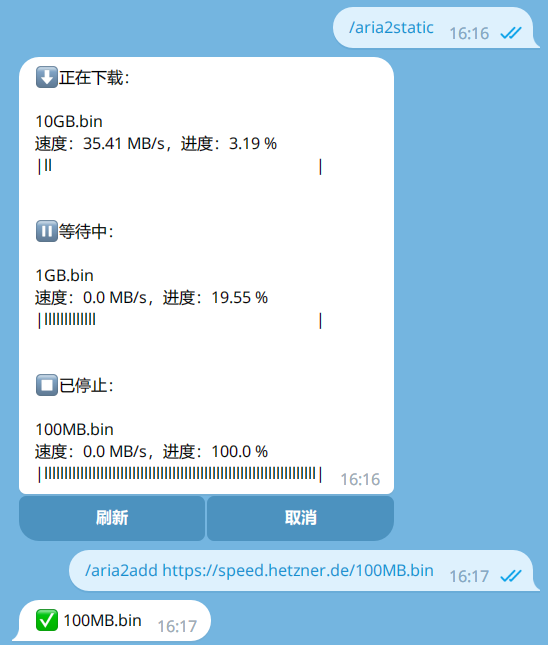 /aria2static 16:16
正在下载：
10GB.bin
速度：35.41 MB/s，进度：3.19 %
等待中：
1GB.bin
速度：0.0 MB/s，进度：19.55 %
已停止：
100MB.bin
速度：0.0 MB/s，进度：100.0 %
16:16
刷新 取消
/aria2add https://speed.hetzner.de/100MB.bin 16:17
100MB.bin 16:17